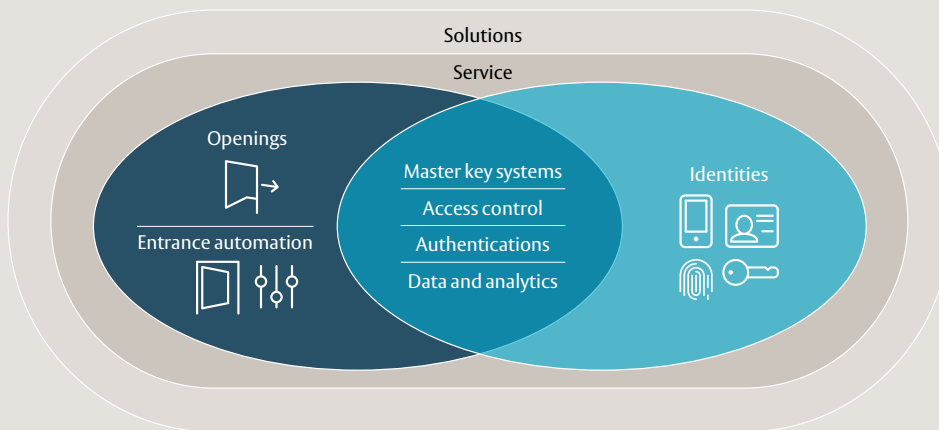 Solutions
Service
Openings
Entrance automation
Master key systems
Access control
Authentications
Data and analytics
Identities